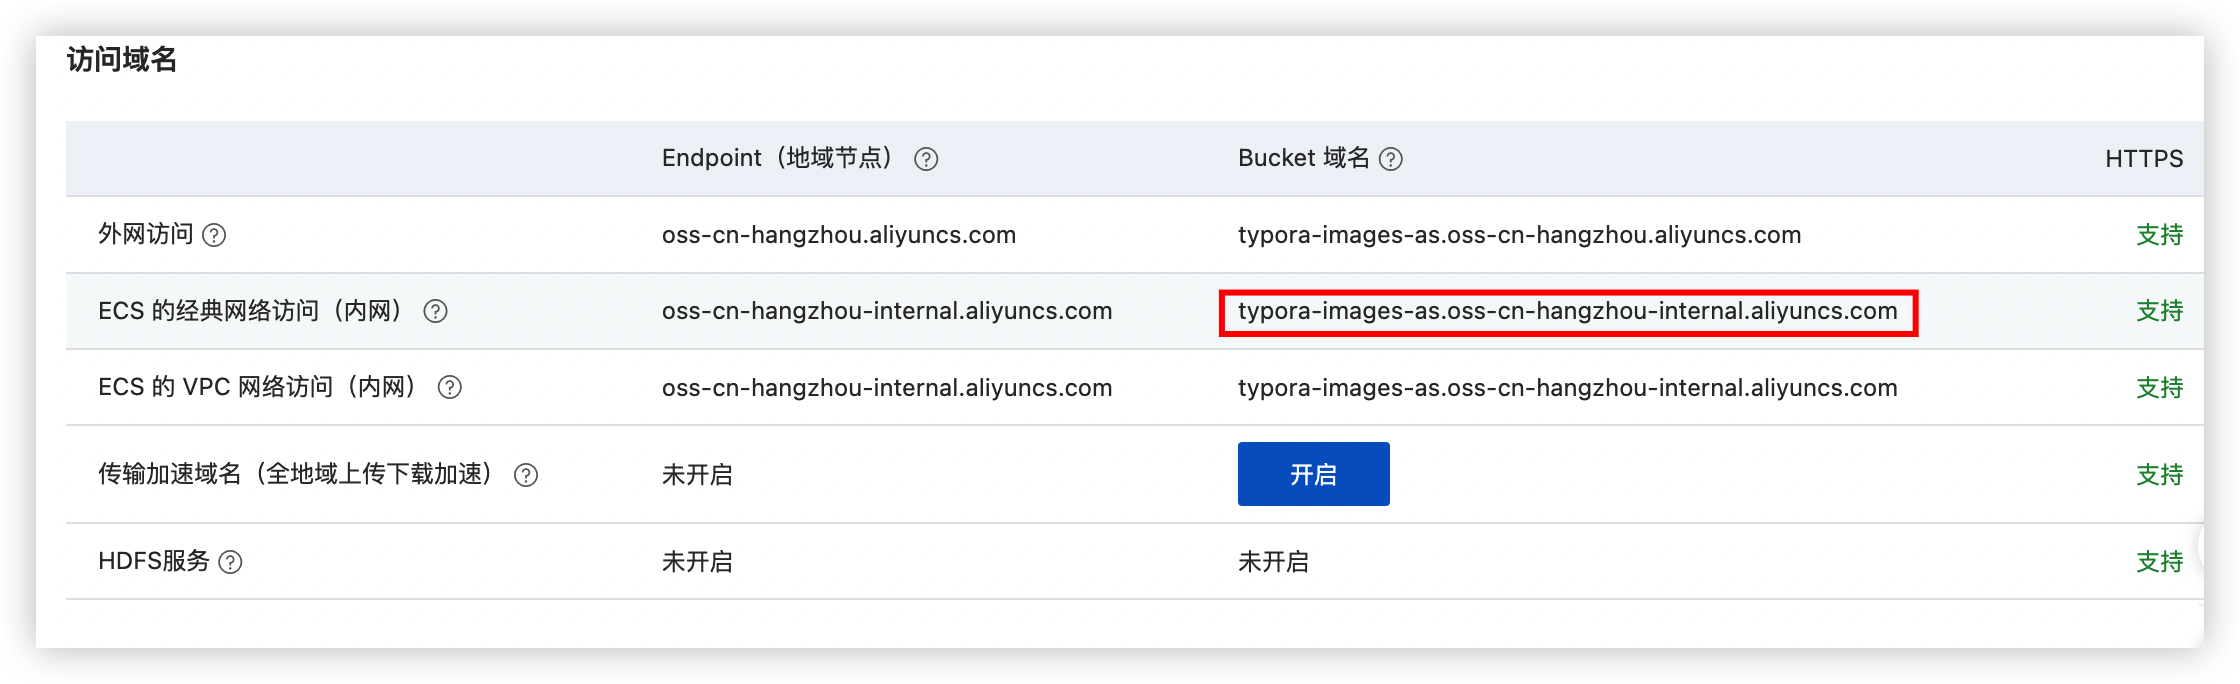 访问域名
Endpoint（地域节点） ? Bucket 域名 ? HTTPS
外网访问 ? oss-cn-hangzhou.aliyuncs.com typora-images-as.oss-cn-hangzhou.aliyuncs.com 支持
ECS 的经典网络访问（内网） ? oss-cn-hangzhou-internal.aliyuncs.com typora-images-as.oss-cn-hangzhou-internal.aliyuncs.com 支持
ECS 的 VPC 网络访问（内网） ? oss-cn-hangzhou-internal.aliyuncs.com typora-images-as.oss-cn-hangzhou-internal.aliyuncs.com 支持
传输加速域名（全地域上传下载加速） ? 未开启 开启 支持
HDFS服务 ? 未开启 未开启 支持